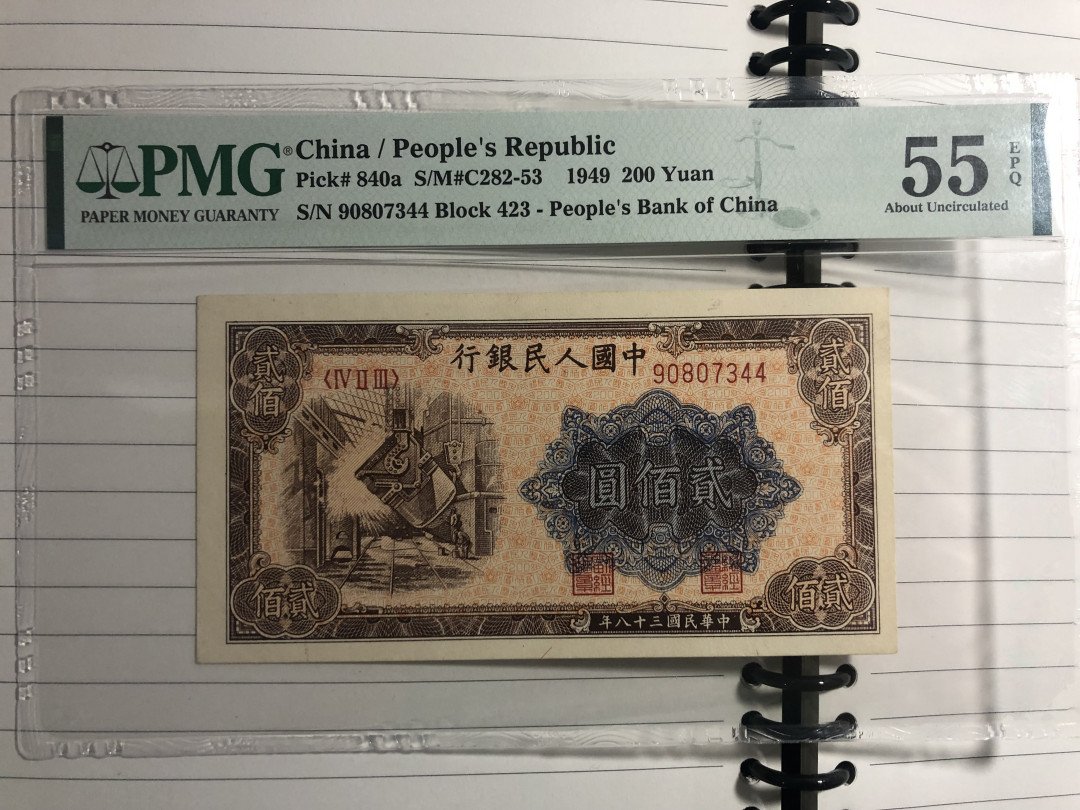 PMG®
PAPER MONEY GUARANTY
China / People's Republic
Pick# 840a S/M#C282-53 1949 200 Yuan
S/N 90807344 Block 423 - People's Bank of China
55
EPQ
About Uncirculated
行銀民人國中
〈IV II III〉
90807344
貳佰
貳佰
圓佰貳
佰貳
佰貳
年八十三國民華中